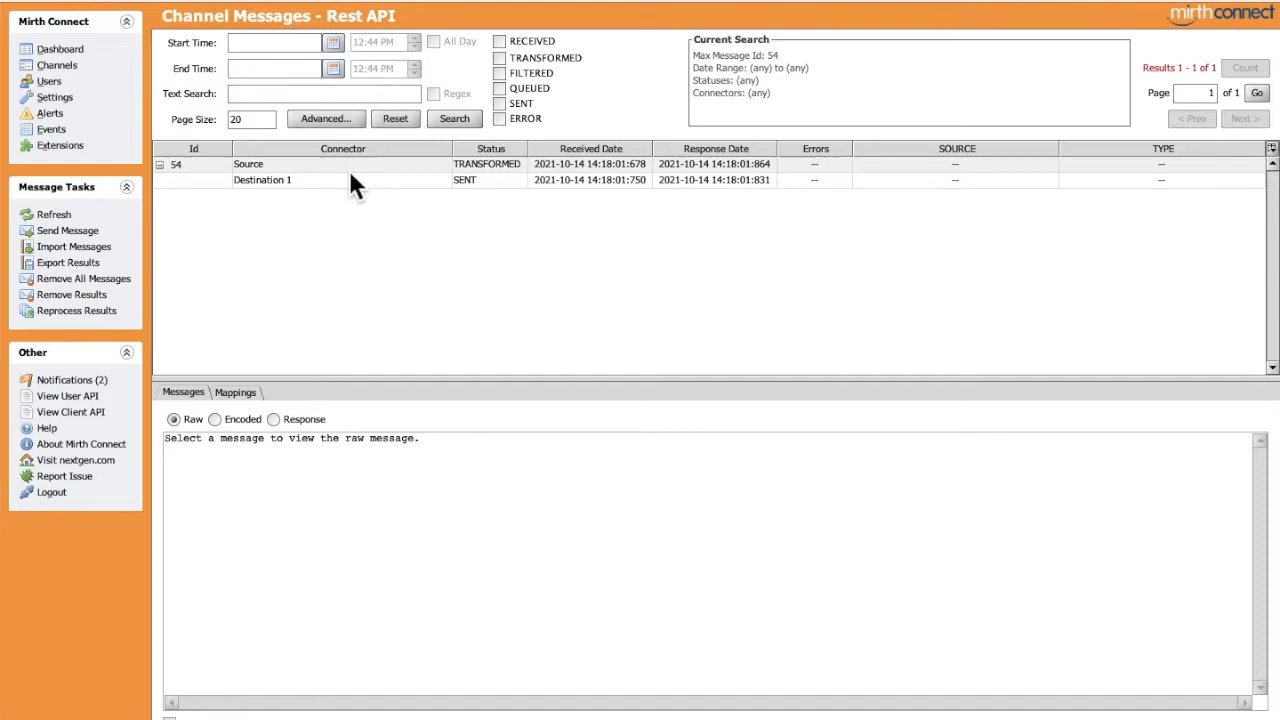 Mirth Connect
Dashboard
Channels
Users
Settings
Alerts
Events
Extensions
Message Tasks
Refresh
Send Message
Import Messages
Export Results
Remove All Messages
Remove Results
Reprocess Results
Other
Notifications (2)
View User API
View Client API
Help
About Mirth Connect
Visit nextgen.com
Report Issue
Logout
Channel Messages - Rest API
mirthconnect
Start Time: 12:44 PM All Day
End Time: 12:44 PM
Text Search: Regex
Page Size: 20 Advanced... Reset Search
RECEIVED
TRANSFORMED
FILTERED
QUEUED
SENT
ERROR
Current Search
Max Message Id: 54
Date Range: (any) to (any)
Statuses: (any)
Connectors: (any)
Results 1 - 1 of 1 Count
Page 1 of 1 Go
< Prev Next >
Id Connector Status Received Date Response Date Errors SOURCE TYPE
54 Source TRANSFORMED 2021-10-14 14:18:01:678 2021-10-14 14:18:01:864 -- -- --
Destination 1 SENT 2021-10-14 14:18:01:750 2021-10-14 14:18:01:831 -- -- --
Messages Mappings
Raw Encoded Response
Select a message to view the raw message.